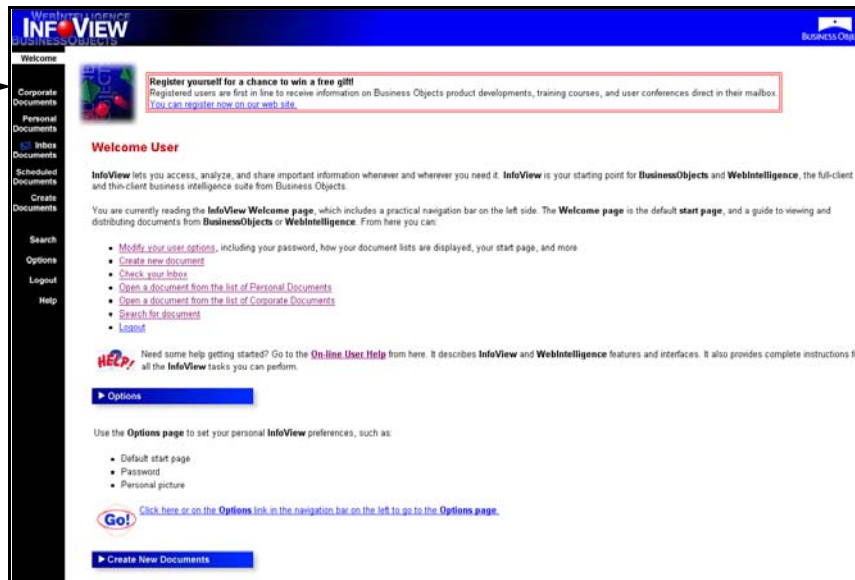 WEBINTELLIGENCE
INFOVIEW
BUSINESSOBJECTS
BUSINESS OBJE
Welcome
Corporate
Documents
Personal
Documents
Inbox
Documents
Scheduled
Documents
Create
Documents
Search
Options
Logout
Help
Register yourself for a chance to win a free gift!
Registered users are first in line to receive information on Business Objects product developments, training courses, and user conferences direct in their mailbox.
You can register now on our web site.
Welcome User
InfoView lets you access, analyze, and share important information whenever and wherever you need it. InfoView is your starting point for BusinessObjects and WebIntelligence, the full-client
and thin-client business intelligence suite from Business Objects.
You are currently reading the InfoView Welcome page, which includes a practical navigation bar on the left side. The Welcome page is the default start page, and a guide to viewing and
distributing documents from BusinessObjects or WebIntelligence. From here you can:
• Modify your user options, including your password, how your document lists are displayed, your start page, and more
• Create new document
• Check your Inbox
• Open a document from the list of Personal Documents
• Open a document from the list of Corporate Documents
• Search for document
• Logout
HELP!
Need some help getting started? Go to the On-line User Help from here. It describes InfoView and WebIntelligence features and interfaces. It also provides complete instructions f
all the InfoView tasks you can perform.
Options
Use the Options page to set your personal InfoView preferences, such as:
• Default start page
• Password
• Personal picture
Go!
Click here or on the Options link in the navigation bar on the left to go to the Options page.
Create New Documents